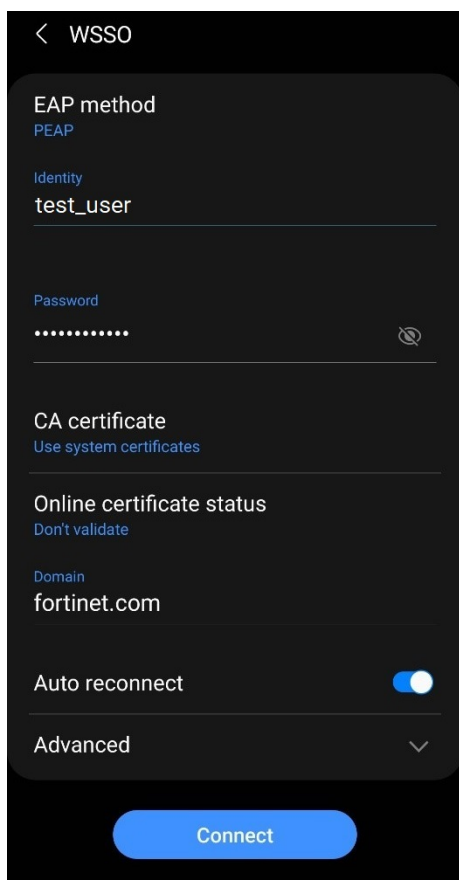 WSSO
EAP method
PEAP
Identity
test_user
Password
••••••••••••
CA certificate
Use system certificates
Online certificate status
Don't validate
Domain
fortinet.com
Auto reconnect
Advanced
Connect